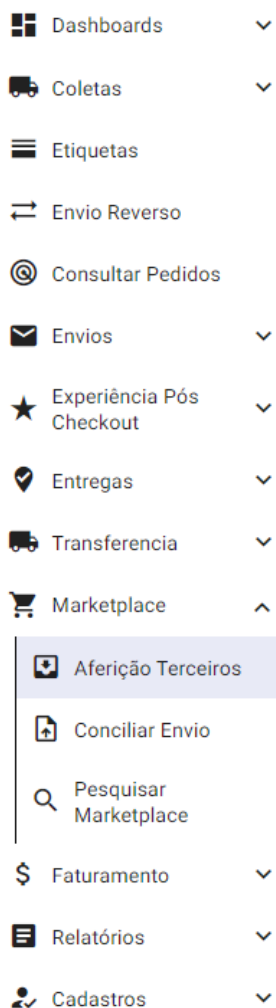 Dashboards
Coletas
Etiquetas
Envio Reverso
Consultar Pedidos
Envios
Experiência Pós
Checkout
Entregas
Transferencia
Marketplace
Aferição Terceiros
Conciliar Envio
Pesquisar
Marketplace
Faturamento
Relatórios
Cadastros